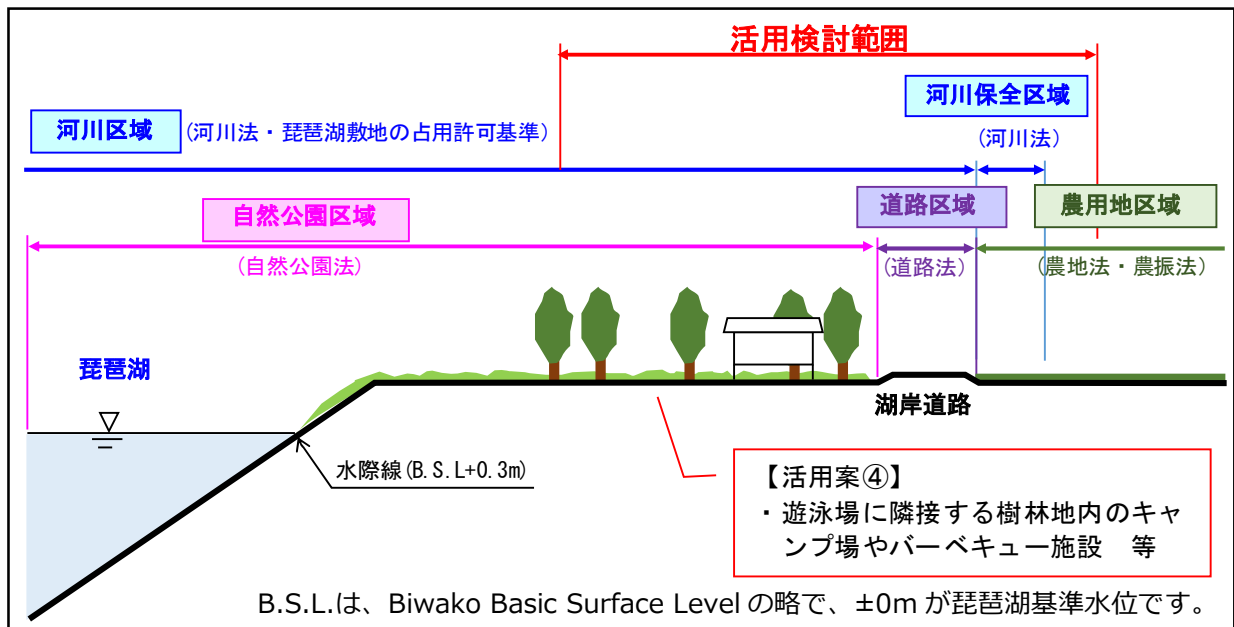 活用検討範囲
河川保全区域
河川区域 (河川法・琵琶湖敷地の占用許可基準)
(河川法)
自然公園区域
道路区域
農用地区域
(自然公園法)
(道路法)
(農地法・農振法)
琵琶湖
湖岸道路
水際線(B.S.L+0.3m)
【活用案④】
・遊泳場に隣接する樹林地内のキャ
ンプ場やバーベキュー施設　等
B.S.L.は、Biwako Basic Surface Level の略で、±0m が琵琶湖基準水位です。